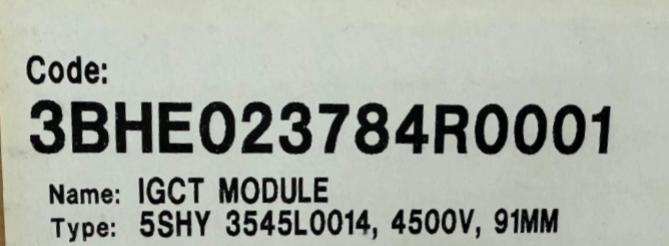 Code:
3BHE023784R0001
Name: IGCT MODULE
Type: 5SHY 3545L0014, 4500V, 91MM